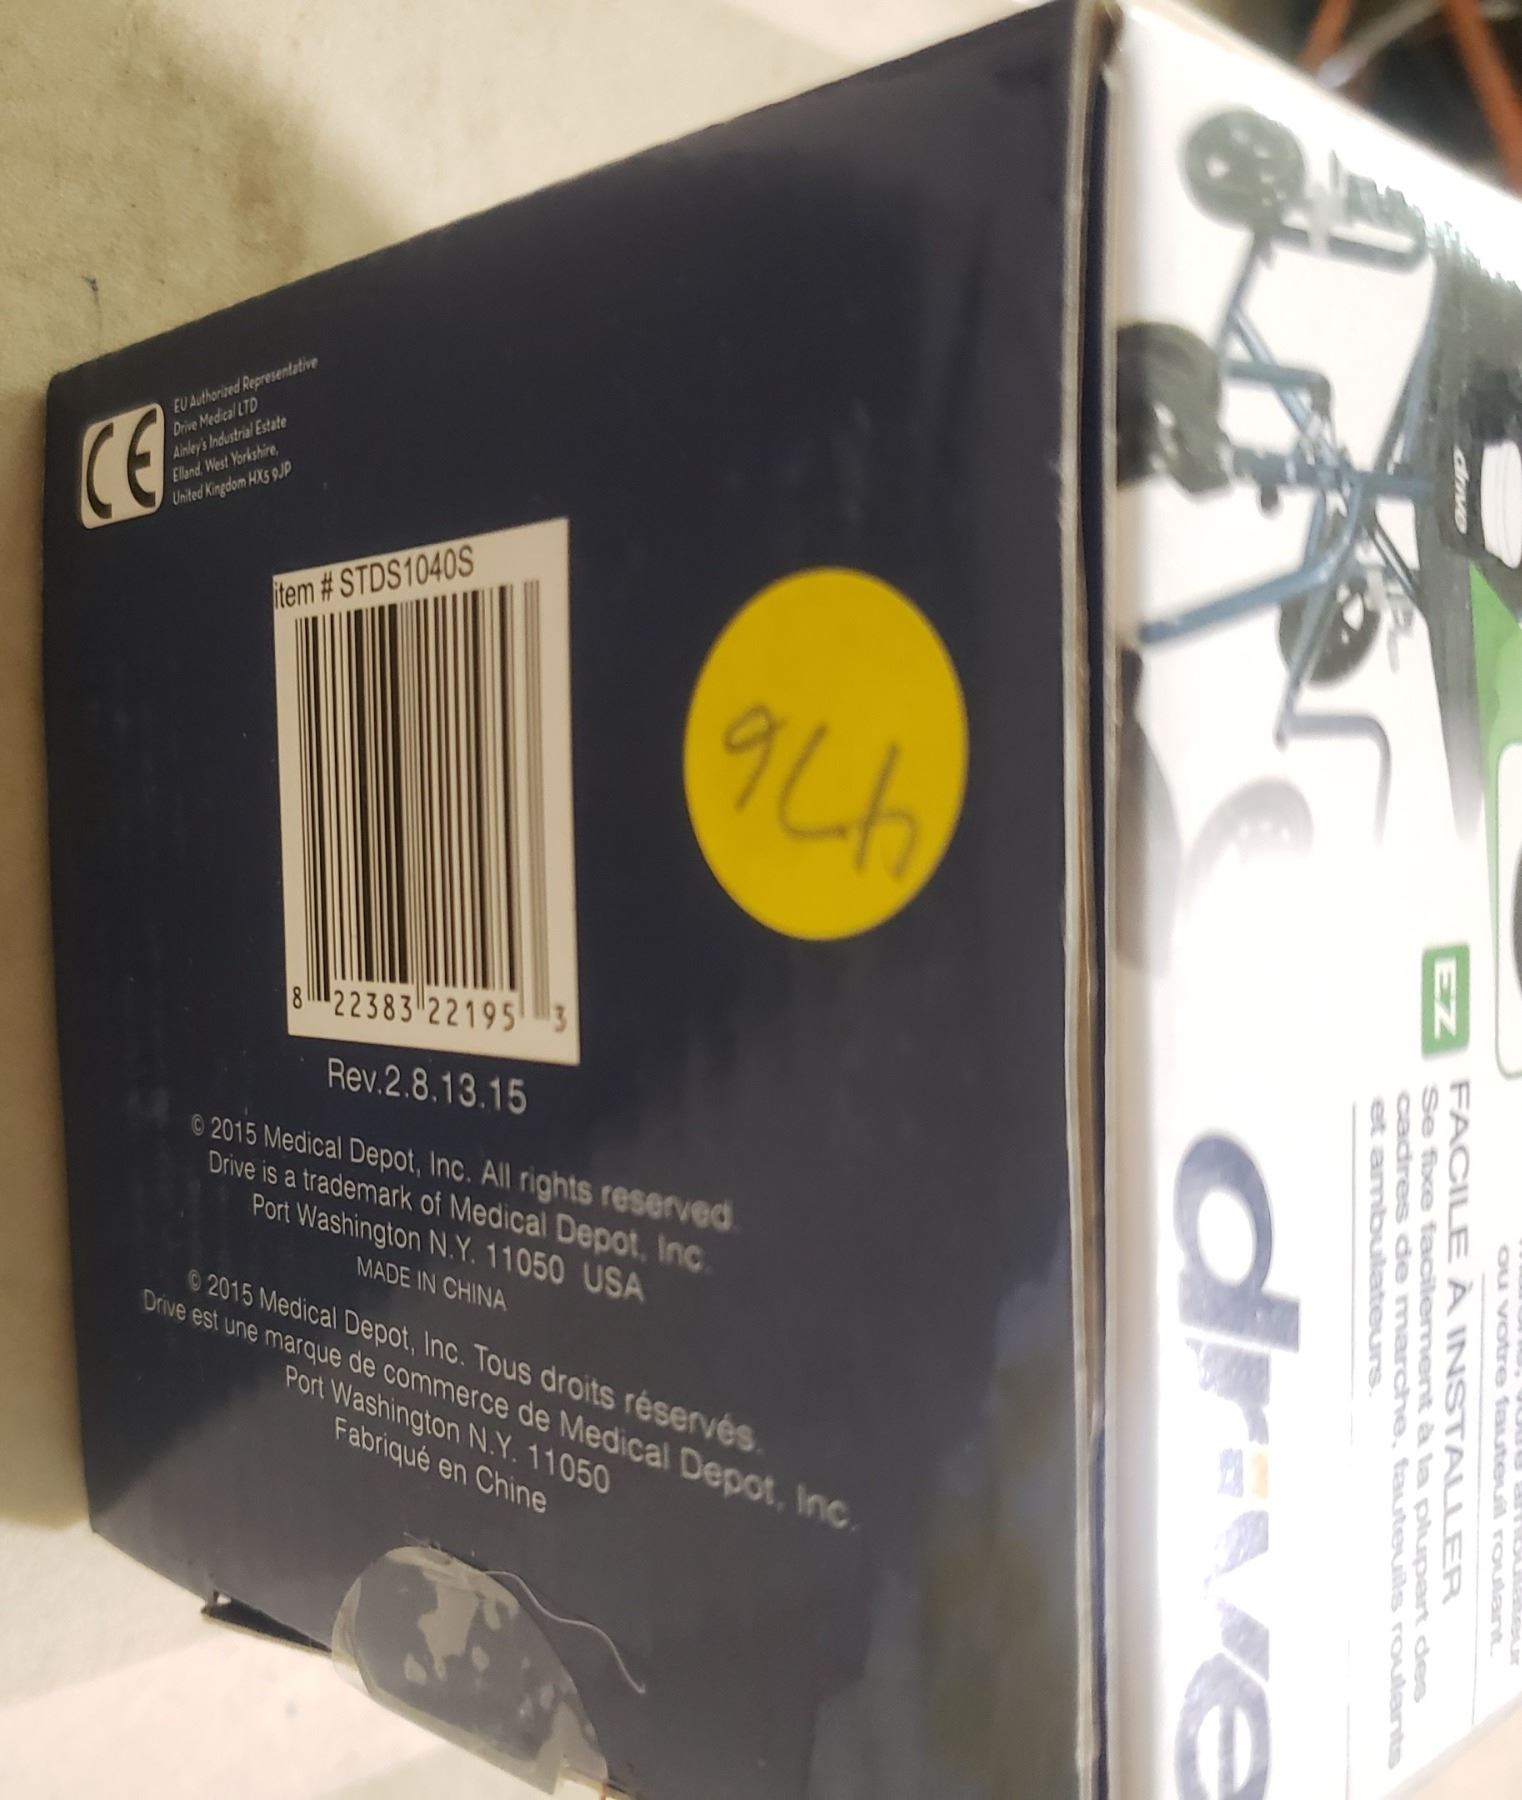 EU Authorized Representative
Drive Medical LTD
Ainley's Industrial Estate
Elland, West Yorkshire,
United Kingdom HX5 9JP
item # STDS1040S
8 22383 22195 3
Rev.2.8.13.15
© 2015 Medical Depot, Inc. All rights reserved.
Drive is a trademark of Medical Depot, Inc.
Port Washington N.Y. 11050 USA
MADE IN CHINA
© 2015 Medical Depot, Inc. Tous droits réservés.
Drive est une marque de commerce de Medical Depot, Inc.
Port Washington N.Y. 11050
Fabriqué en Chine
drive
ou votre fauteuil roulant.
EZ
FACILE À INSTALLER
Se fixe facilement à la plupart des
cadres de marche, fauteuils roulants
et ambulateurs.
drive